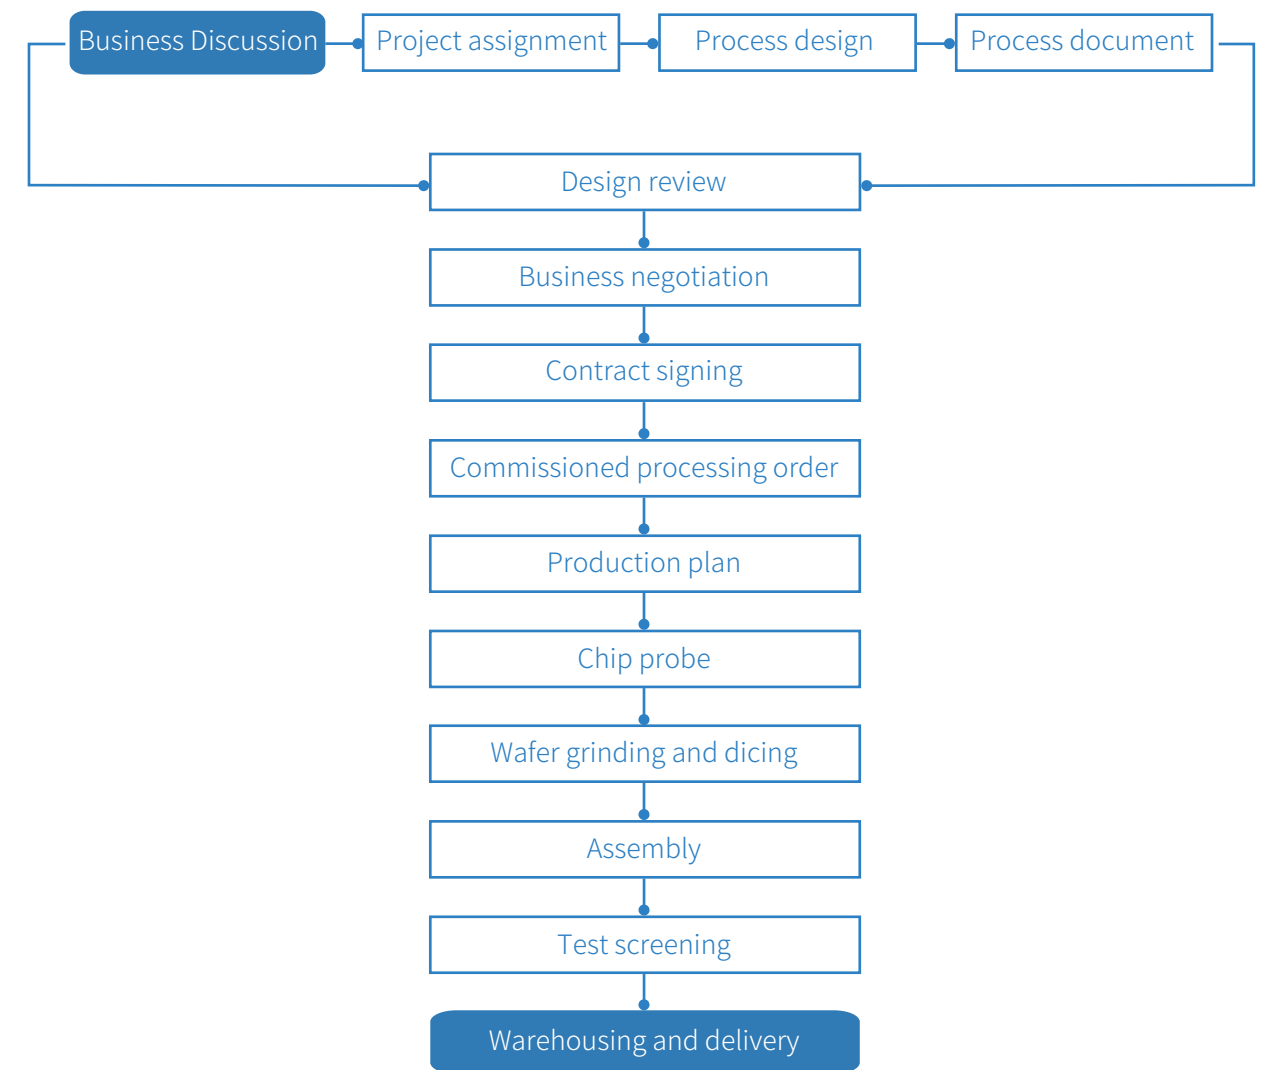 Business Discussion
Project assignment
Process design
Process document
Design review
Business negotiation
Contract signing
Commissioned processing order
Production plan
Chip probe
Wafer grinding and dicing
Assembly
Test screening
Warehousing and delivery